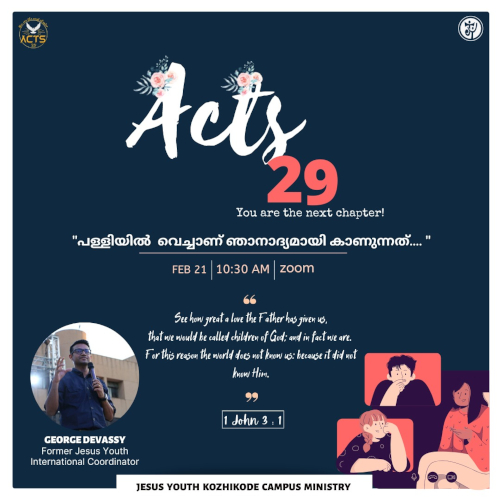 ACTS
Acts
29
You are the next chapter!
"പള്ളിയിൽ വെച്ചാണ് ഞാനാദ്യമായി കാണുന്നത്.... "
FEB 21 | 10:30 AM | zoom
“
See how great a love the Father has given us,
that we would be called children of God; and in fact we are.
For this reason the world does not know us: because it did not
know Him.
”
1 John 3 : 1
GEORGE DEVASSY
Former Jesus Youth
International Coordinator
JESUS YOUTH KOZHIKODE CAMPUS MINISTRY